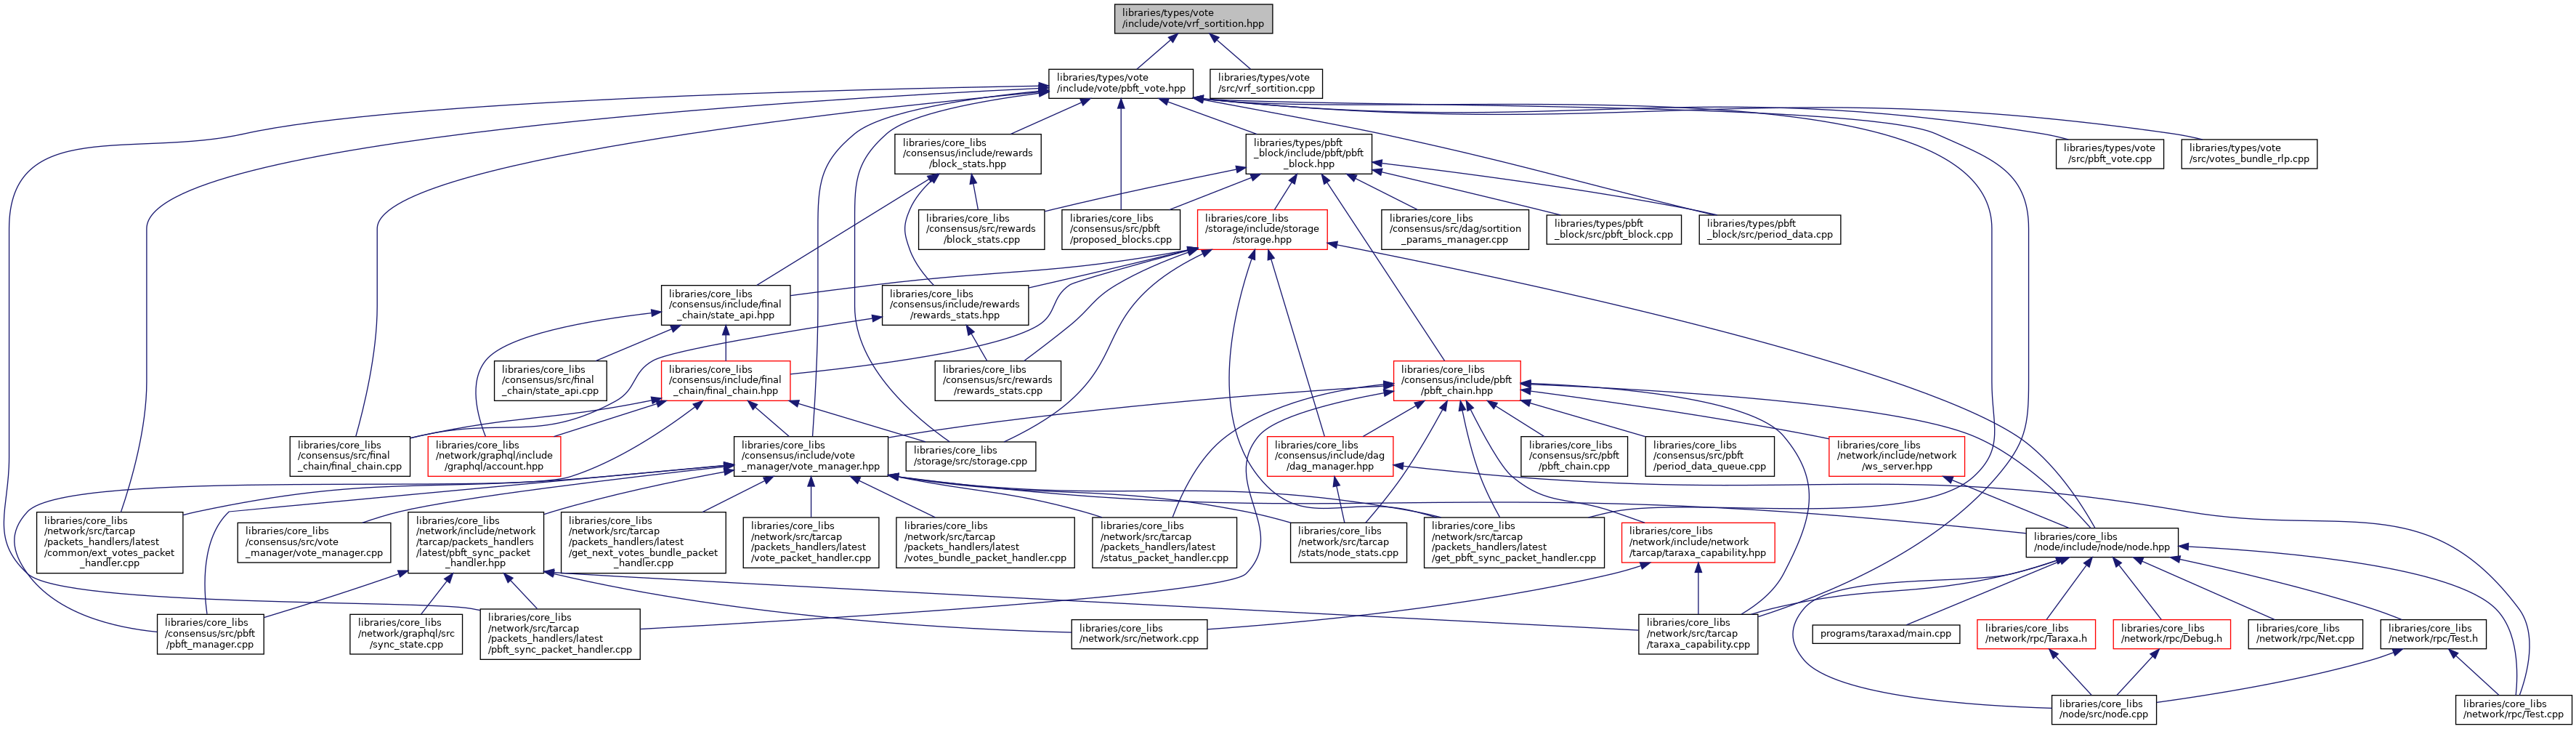 libraries/types/vote
/include/vote/vrf_sortition.hpp
libraries/types/vote
/include/vote/pbft_vote.hpp
libraries/types/vote
/src/vrf_sortition.cpp
libraries/core_libs
/consensus/include/rewards
/block_stats.hpp
libraries/types/pbft
_block/include/pbft/pbft
_block.hpp
libraries/types/vote
/src/pbft_vote.cpp
libraries/types/vote
/src/votes_bundle_rlp.cpp
libraries/core_libs
/consensus/src/rewards
/block_stats.cpp
libraries/core_libs
/consensus/src/pbft
/proposed_blocks.cpp
libraries/core_libs
/storage/include/storage
/storage.hpp
libraries/core_libs
/consensus/src/dag/sortition
_params_manager.cpp
libraries/types/pbft
_block/src/pbft_block.cpp
libraries/types/pbft
_block/src/period_data.cpp
libraries/core_libs
/consensus/include/final
_chain/state_api.hpp
libraries/core_libs
/consensus/include/rewards
/rewards_stats.hpp
libraries/core_libs
/consensus/src/final
_chain/state_api.cpp
libraries/core_libs
/consensus/include/final
_chain/final_chain.hpp
libraries/core_libs
/consensus/src/rewards
/rewards_stats.cpp
libraries/core_libs
/consensus/include/pbft
/pbft_chain.hpp
libraries/core_libs
/consensus/src/final
_chain/final_chain.cpp
libraries/core_libs
/network/graphql/include
/graphql/account.hpp
libraries/core_libs
/consensus/include/vote
_manager/vote_manager.hpp
libraries/core_libs
/storage/src/storage.cpp
libraries/core_libs
/consensus/include/dag
/dag_manager.hpp
libraries/core_libs
/consensus/src/pbft
/pbft_chain.cpp
libraries/core_libs
/consensus/src/pbft
/period_data_queue.cpp
libraries/core_libs
/network/include/network
/ws_server.hpp
libraries/core_libs
/network/src/tarcap
/packets_handlers/latest
/common/ext_votes_packet
_handler.cpp
libraries/core_libs
/consensus/src/vote
_manager/vote_manager.cpp
libraries/core_libs
/network/include/network
/tarcap/packets_handlers
/latest/pbft_sync_packet
_handler.hpp
libraries/core_libs
/network/src/tarcap
/packets_handlers/latest
/get_next_votes_bundle_packet
_handler.cpp
libraries/core_libs
/network/src/tarcap
/packets_handlers/latest
/vote_packet_handler.cpp
libraries/core_libs
/network/src/tarcap
/packets_handlers/latest
/votes_bundle_packet_handler.cpp
libraries/core_libs
/network/src/tarcap
/packets_handlers/latest
/status_packet_handler.cpp
libraries/core_libs
/network/src/tarcap
/stats/node_stats.cpp
libraries/core_libs
/network/src/tarcap
/packets_handlers/latest
/get_pbft_sync_packet_handler.cpp
libraries/core_libs
/network/include/network
/tarcap/taraxa_capability.hpp
libraries/core_libs
/node/include/node/node.hpp
libraries/core_libs
/consensus/src/pbft
/pbft_manager.cpp
libraries/core_libs
/network/graphql/src
/sync_state.cpp
libraries/core_libs
/network/src/tarcap
/packets_handlers/latest
/pbft_sync_packet_handler.cpp
libraries/core_libs
/network/src/network.cpp
libraries/core_libs
/network/src/tarcap
/taraxa_capability.cpp
programs/taraxad/main.cpp
libraries/core_libs
/network/rpc/Taraxa.h
libraries/core_libs
/network/rpc/Debug.h
libraries/core_libs
/network/rpc/Net.cpp
libraries/core_libs
/network/rpc/Test.h
libraries/core_libs
/node/src/node.cpp
libraries/core_libs
/network/rpc/Test.cpp